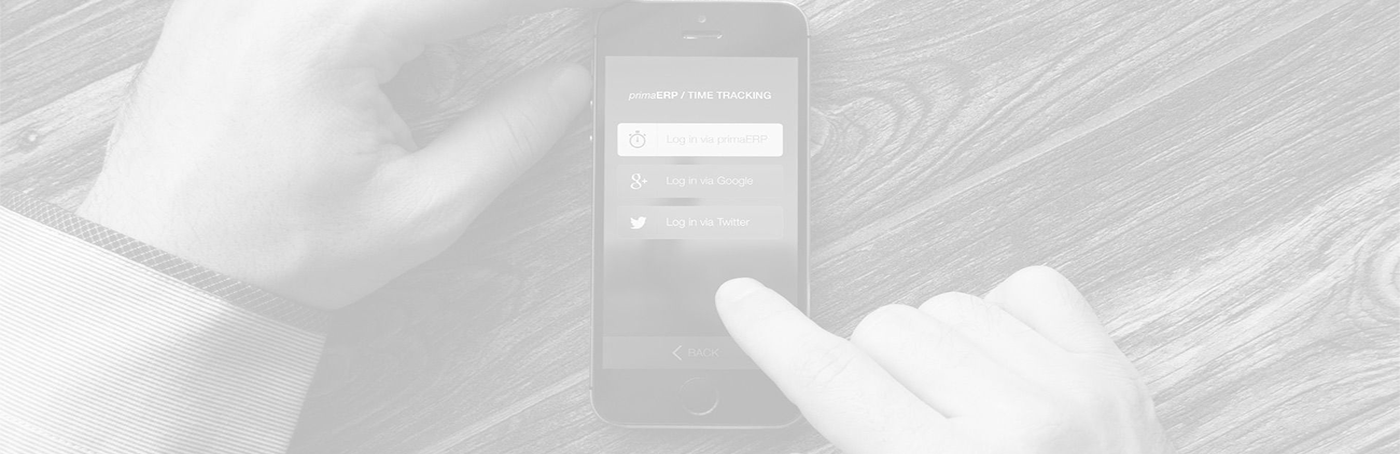 primaERP / TIME TRACKING
Log in via primaERP
Log in via Google
Log in via Twitter
BACK